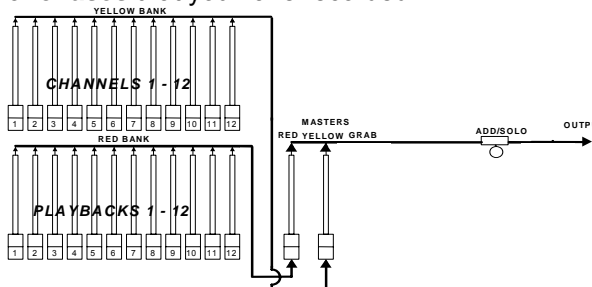 YELLOW BANK
CHANNELS 1 - 12
1 2 3 4 5 6 7 8 9 10 11 12
RED BANK
PLAYBACKS 1 - 12
1 2 3 4 5 6 7 8 9 10 11 12
MASTERS
RED YELLOW GRAB
ADD/SOLO
OUTP